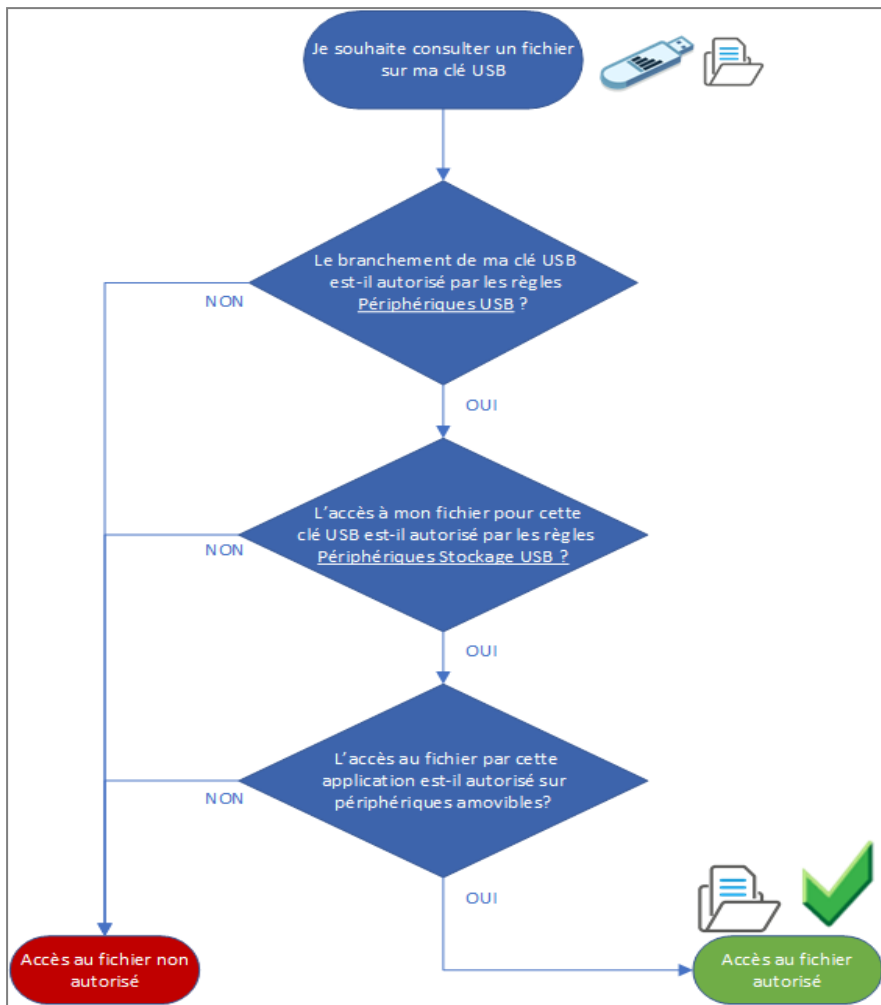 Je souhaite consulter un fichier
sur ma clé USB
Le branchement de ma clé USB
est-il autorisé par les règles
Périphériques USB ?
NON
OUI
L'accès à mon fichier pour cette
clé USB est-il autorisé par les règles
Périphériques Stockage USB ?
NON
OUI
L'accès au fichier par cette
application est-il autorisé sur
périphériques amovibles?
NON
OUI
Accès au fichier non
autorisé
Accès au fichier
autorisé